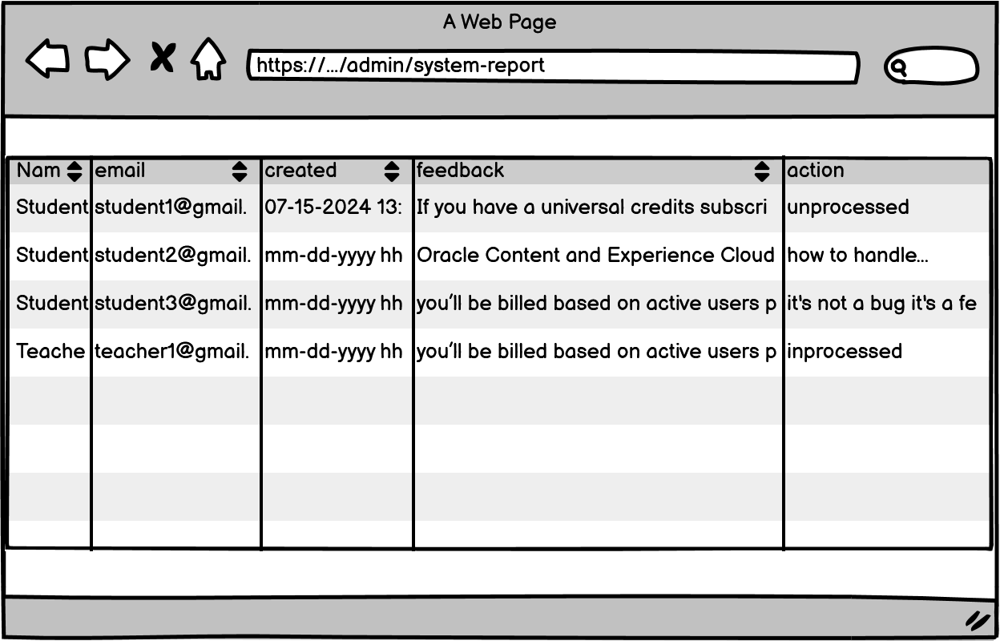 A Web Page
https://.../admin/system-report
Nam email created feedback action
Student student1@gmail. 07-15-2024 13: If you have a universal credits subscri unprocessed
Student student2@gmail. mm-dd-yyyy hh Oracle Content and Experience Cloud how to handle...
Student student3@gmail. mm-dd-yyyy hh you'll be billed based on active users p it's not a bug it's a fe
Teache teacher1@gmail. mm-dd-yyyy hh you'll be billed based on active users p inprocessed